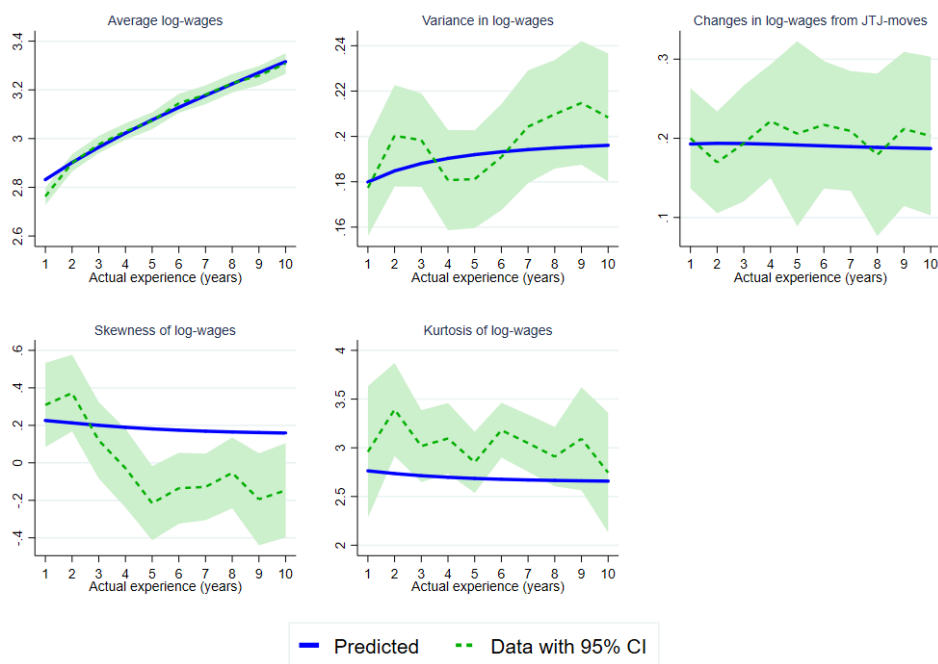 Average log-wages
3.4
3.2
3
2.8
2.6
1 2 3 4 5 6 7 8 9 10
Actual experience (years)
Variance in log-wages
.24
.22
.2
.18
.16
1 2 3 4 5 6 7 8 9 10
Actual experience (years)
Changes in log-wages from JTJ-moves
.3
.2
.1
1 2 3 4 5 6 7 8 9 10
Actual experience (years)
Skewness of log-wages
.6
.4
.2
0
-.2
-.4
1 2 3 4 5 6 7 8 9 10
Actual experience (years)
Kurtosis of log-wages
4
3.5
3
2.5
2
1 2 3 4 5 6 7 8 9 10
Actual experience (years)
Predicted Data with 95% CI